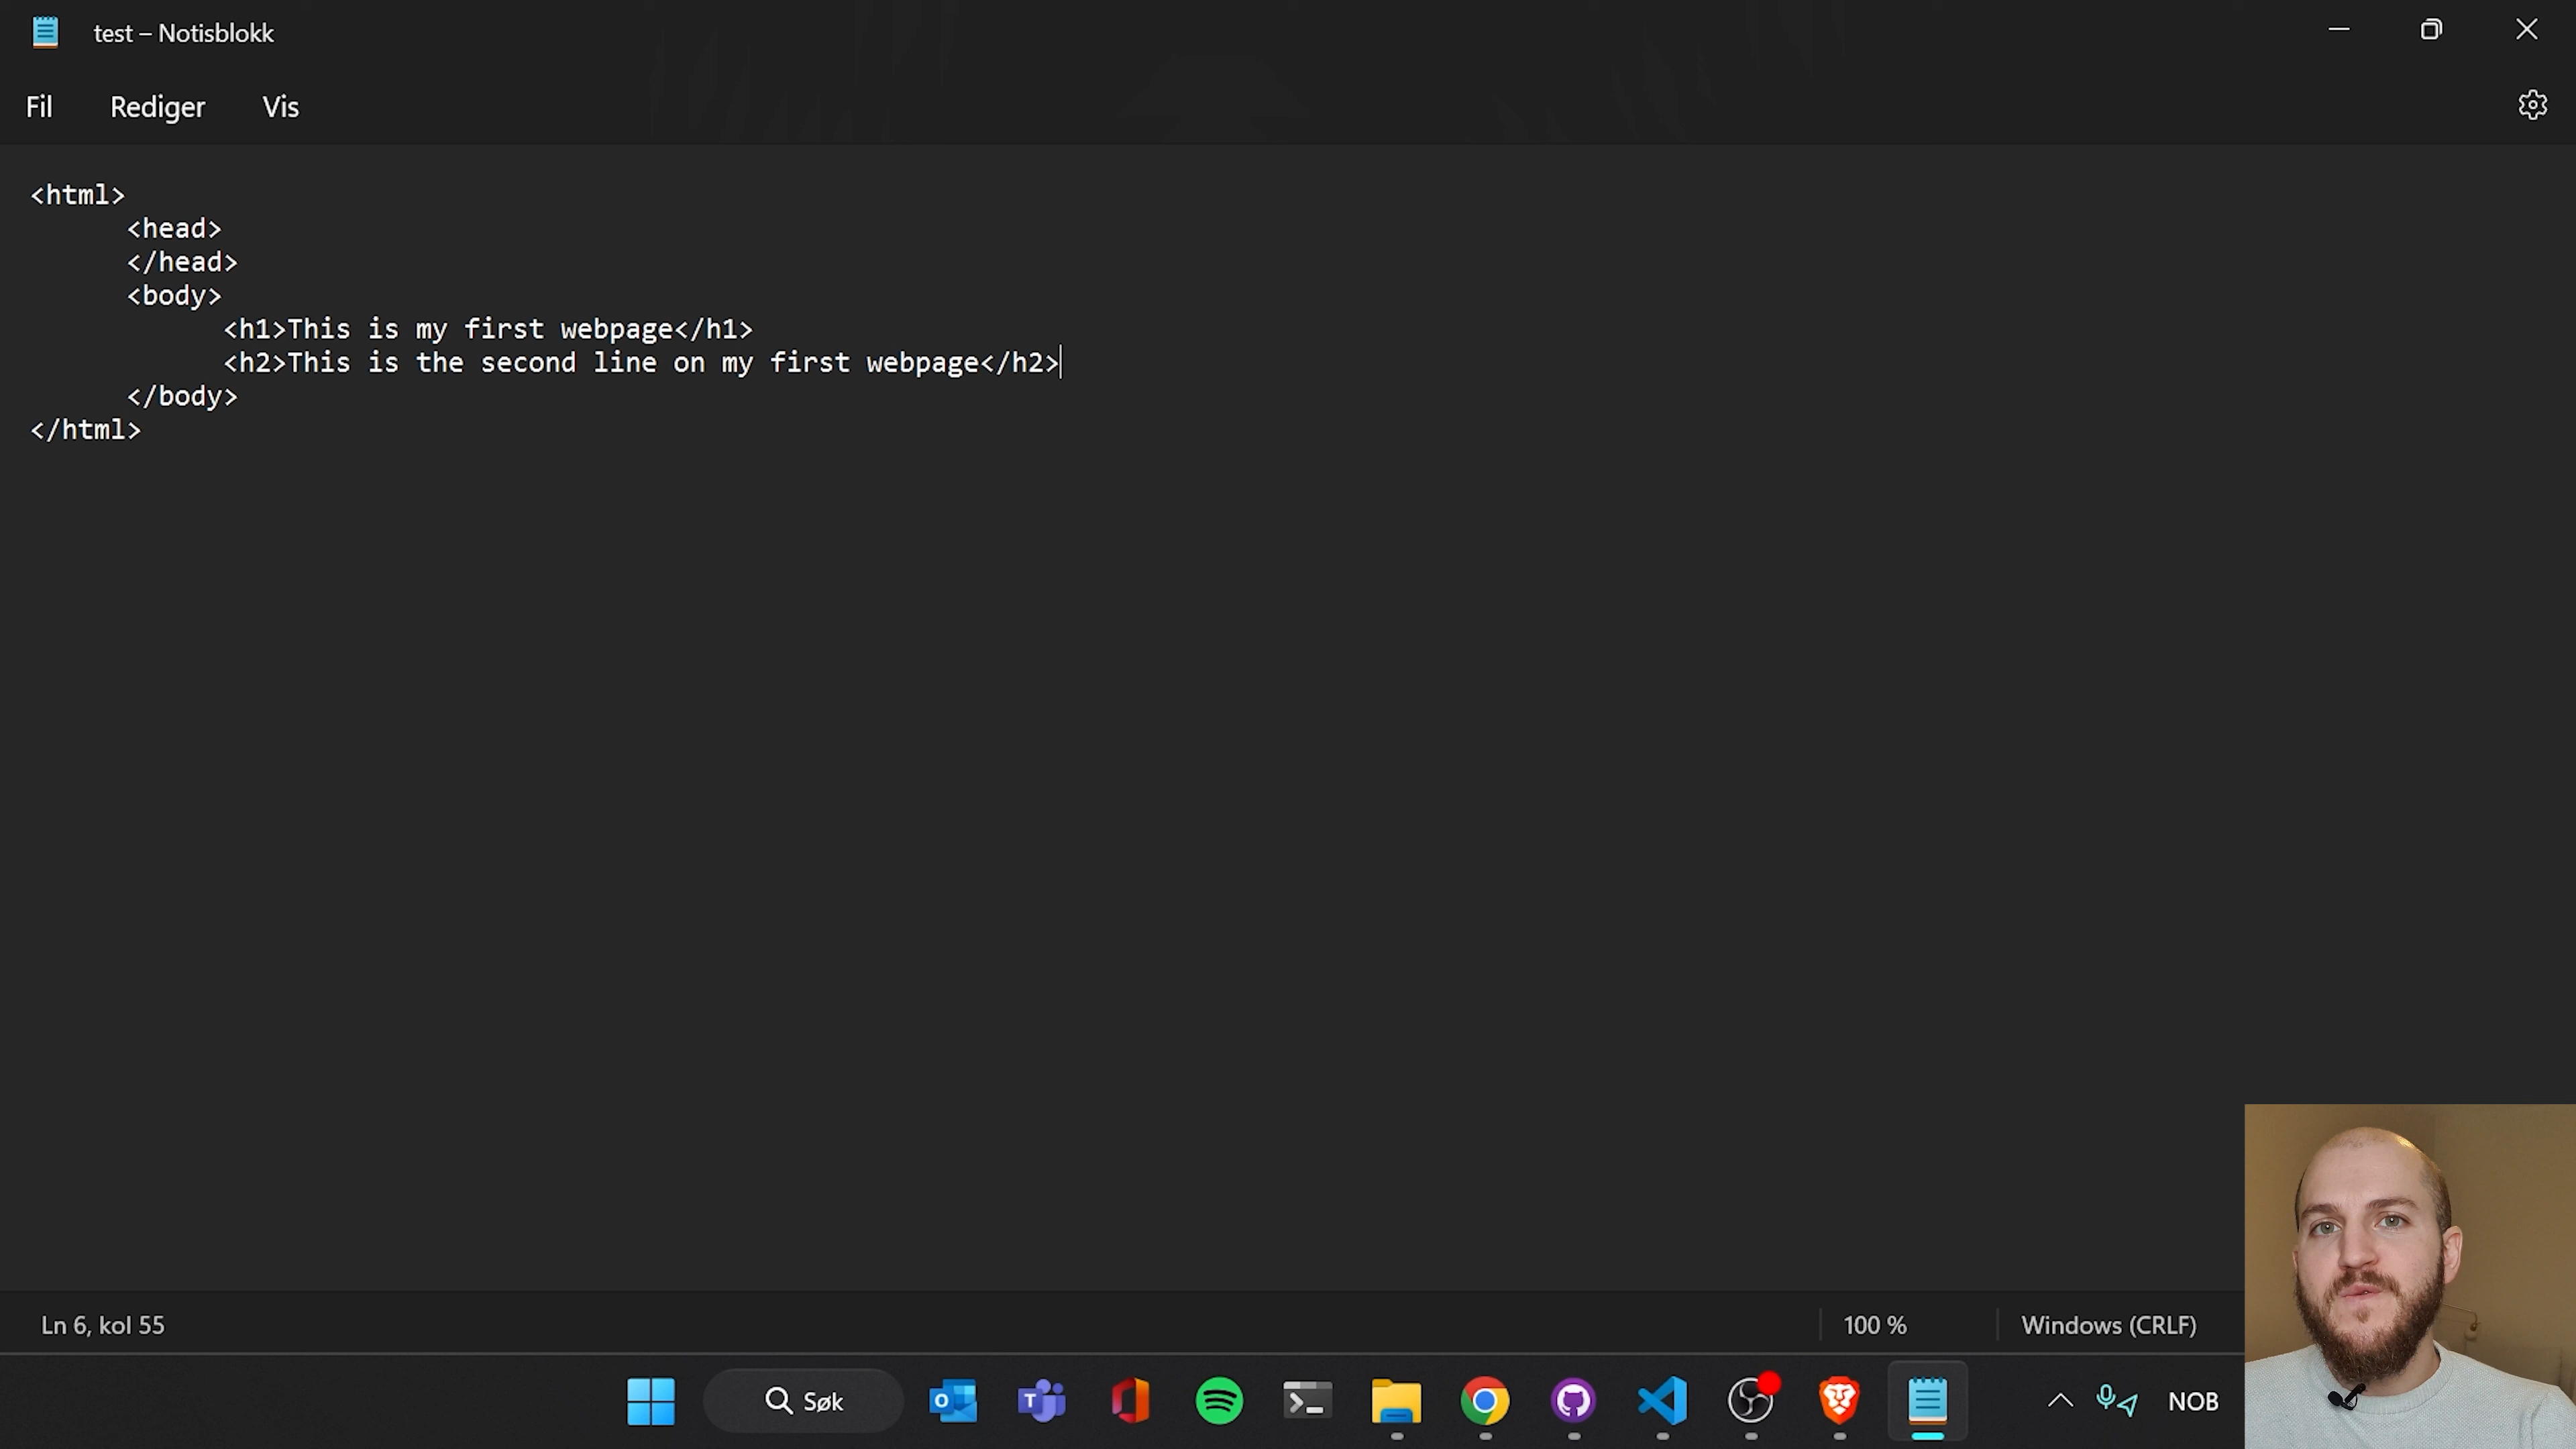 test – Notisblokk
Fil Rediger Vis
<html>
<head>
</head>
<body>
<h1>This is my first webpage</h1>
<h2>This is the second line on my first webpage</h2>
</body>
</html>
Ln 6, kol 55 100 % Windows (CRLF)
Søk NOB